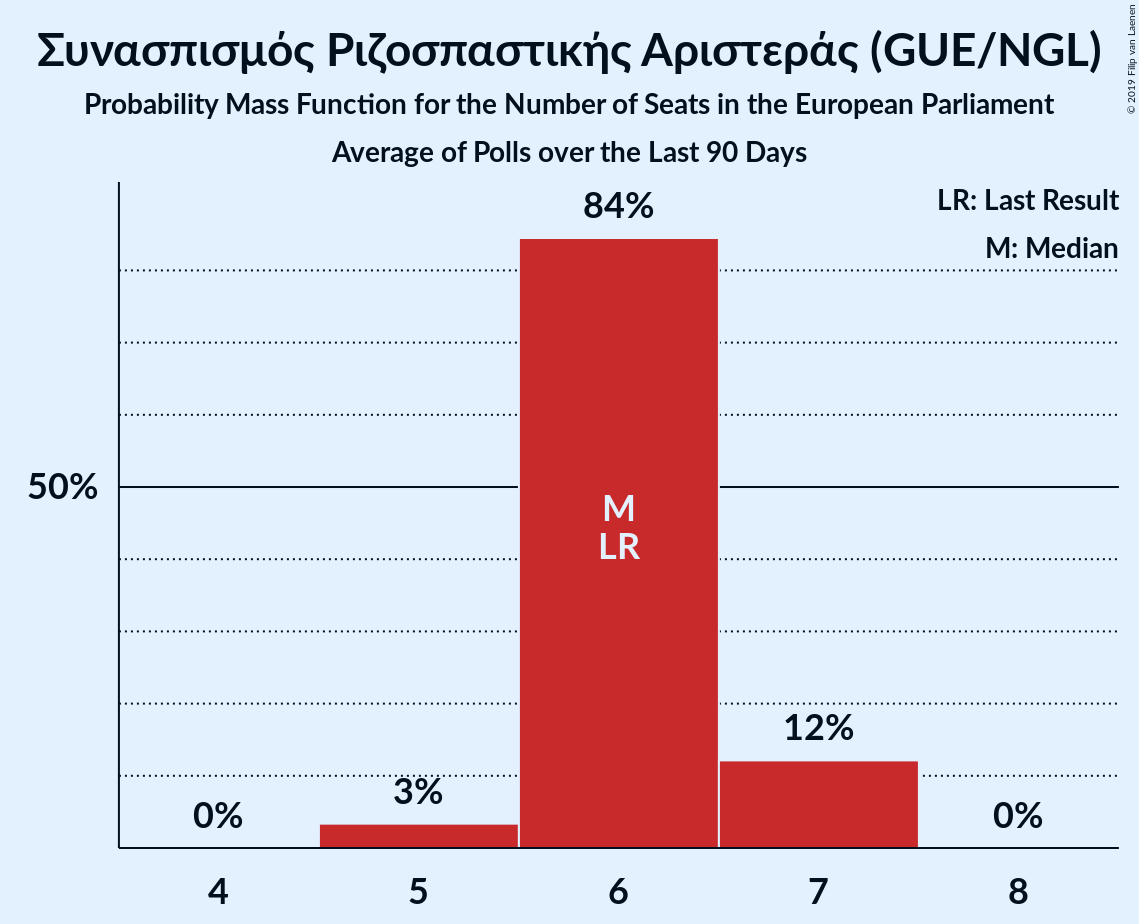 Συνασπισμός Ριζοσπαστικής Αριστεράς (GUE/NGL)
Probability Mass Function for the Number of Seats in the European Parliament
Average of Polls over the Last 90 Days
© 2019 Filip van Laenen
LR: Last Result
M: Median
84%
50%
M
LR
12%
3%
0%
0%
4 5 6 7 8